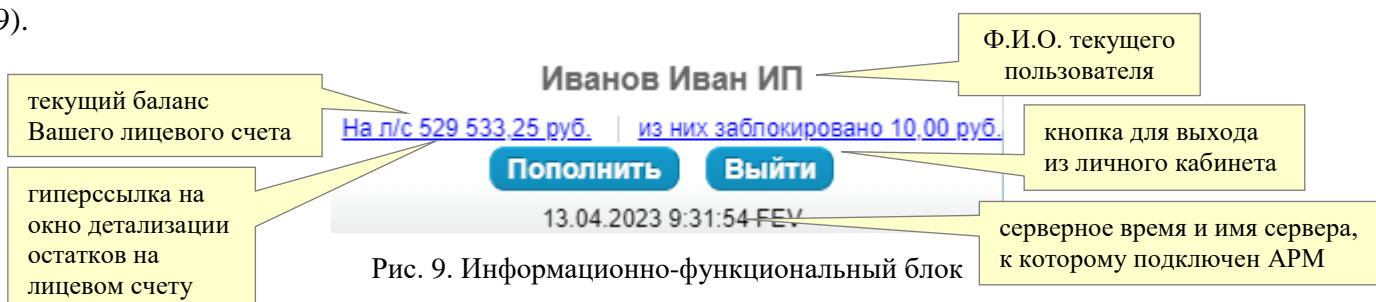 9).
Ф.И.О. текущего
пользователя
Иванов Иван ИП
текущий баланс
Вашего лицевого счета
На л/с 529 533,25 руб. из них заблокировано 10,00 руб.
кнопка для выхода
из личного кабинета
Пополнить Выйти
гиперссылка на
окно детализации
остатков на
лицевом счету
13.04.2023 9:31:54 FEV
серверное время и имя сервера,
к которому подключен АРМ
Рис. 9. Информационно-функциональный блок